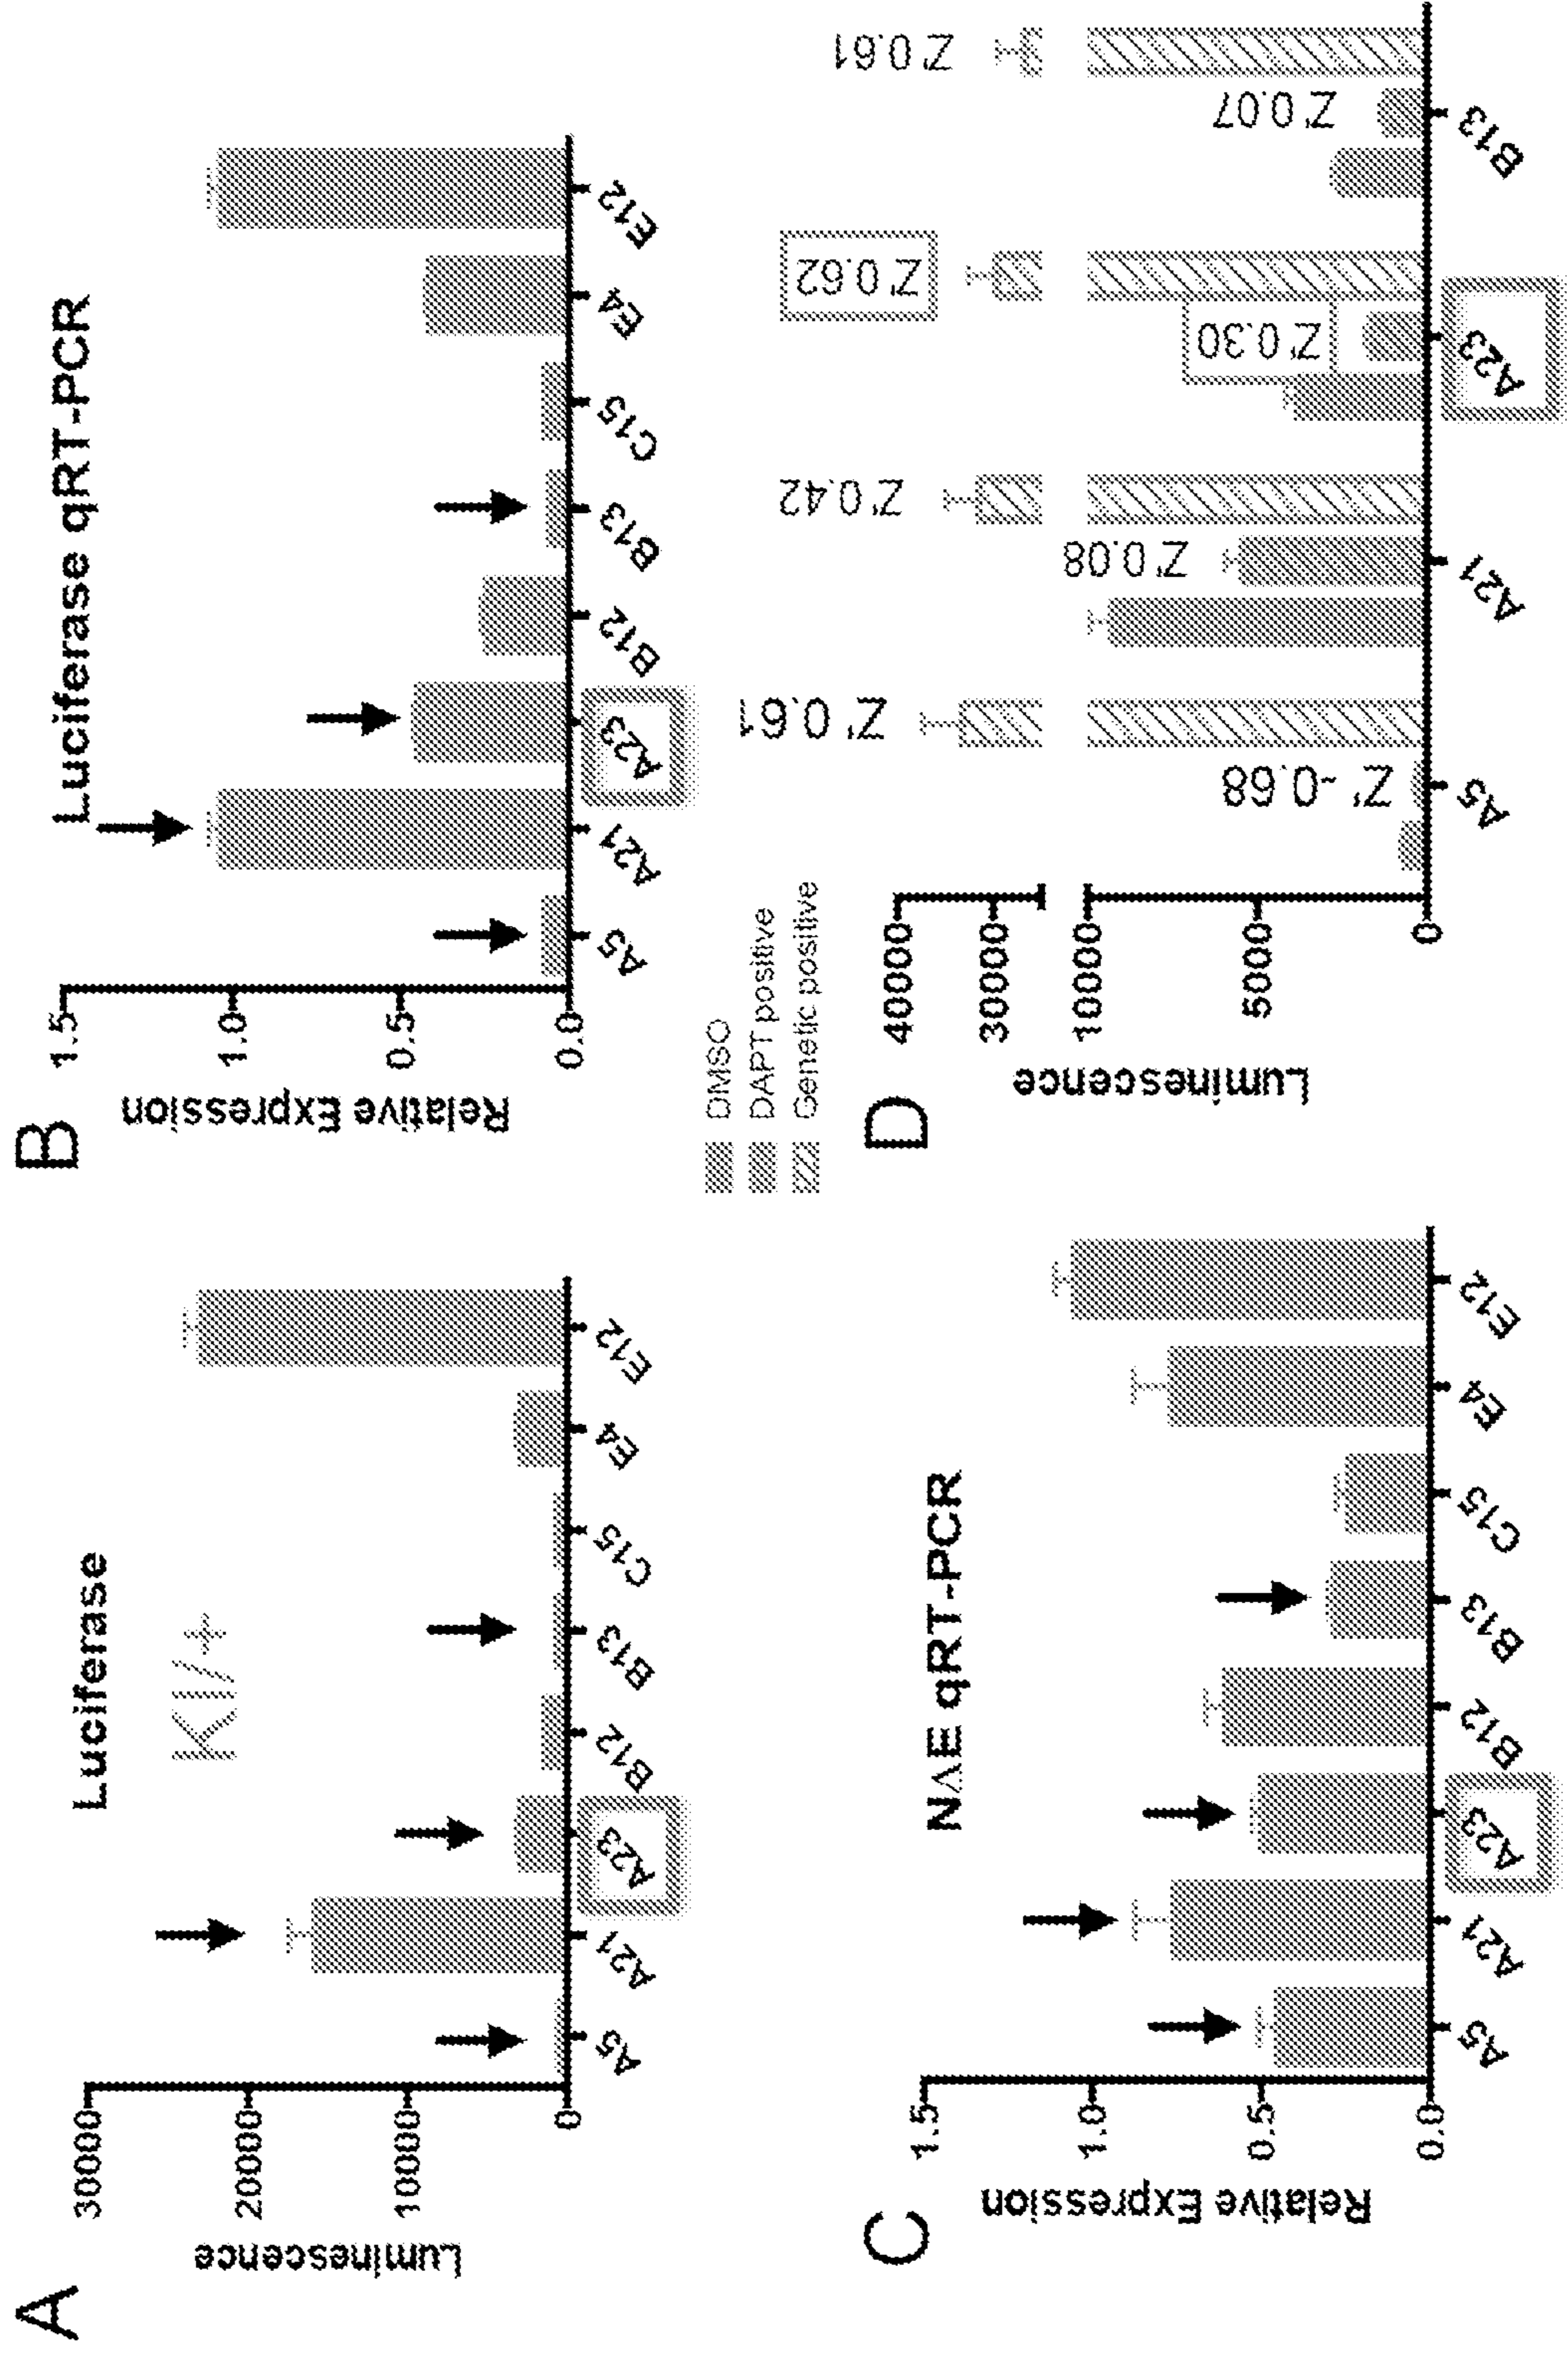 A
Luciferase
KI/+
Luminescence
30000
20000
10000
0
A5
A21
A23
B12
B13
C15
E4
E12
B
Luciferase qRT-PCR
Relative Expression
1.5
1.0
0.5
0.0
A5
A21
A23
B12
B13
C15
E4
E12
C
NΔE qRT-PCR
Relative Expression
1.5
1.0
0.5
0.0
A5
A21
A23
B12
B13
C15
E4
E12
DMSO
DAPT positive
Genetic positive
D
Luminescence
40000
30000
10000
5000
0
Z' -0.68
Z' 0.61
Z' 0.08
Z' 0.42
Z' 0.30
Z' 0.62
Z' 0.07
Z' 0.61
A5
A21
A23
B13